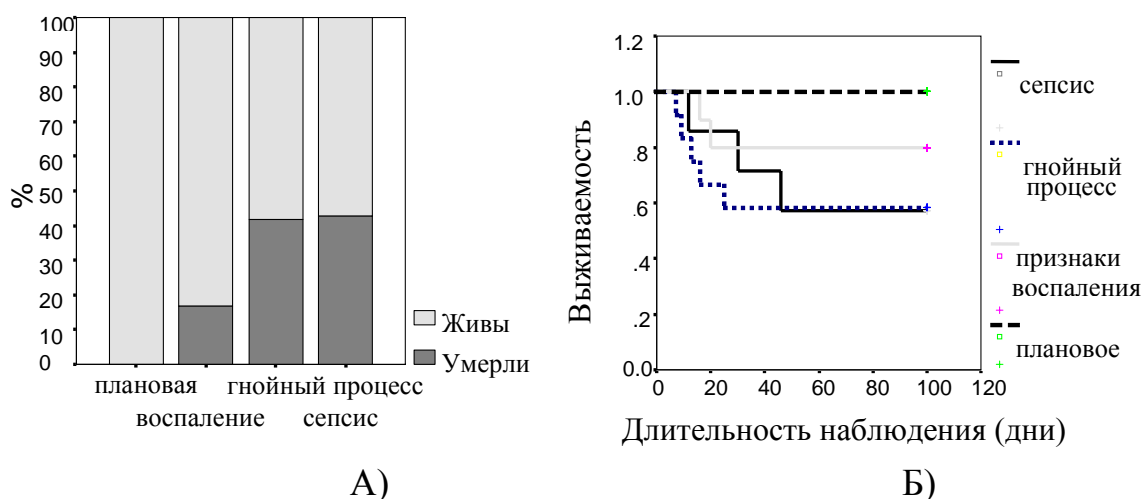 100
90
80
70
60
50
40
30
20
10
0
%
плановая
воспаление
гнойный процесс
сепсис
Живы
Умерли
А)
1.2
1.0
.8
.6
.4
.2
0.0
0 20 40 60 80 100 120
Выживаемость
Длительность наблюдения (дни)
сепсис
гнойный
процесс
признаки
воспаления
плановое
Б)